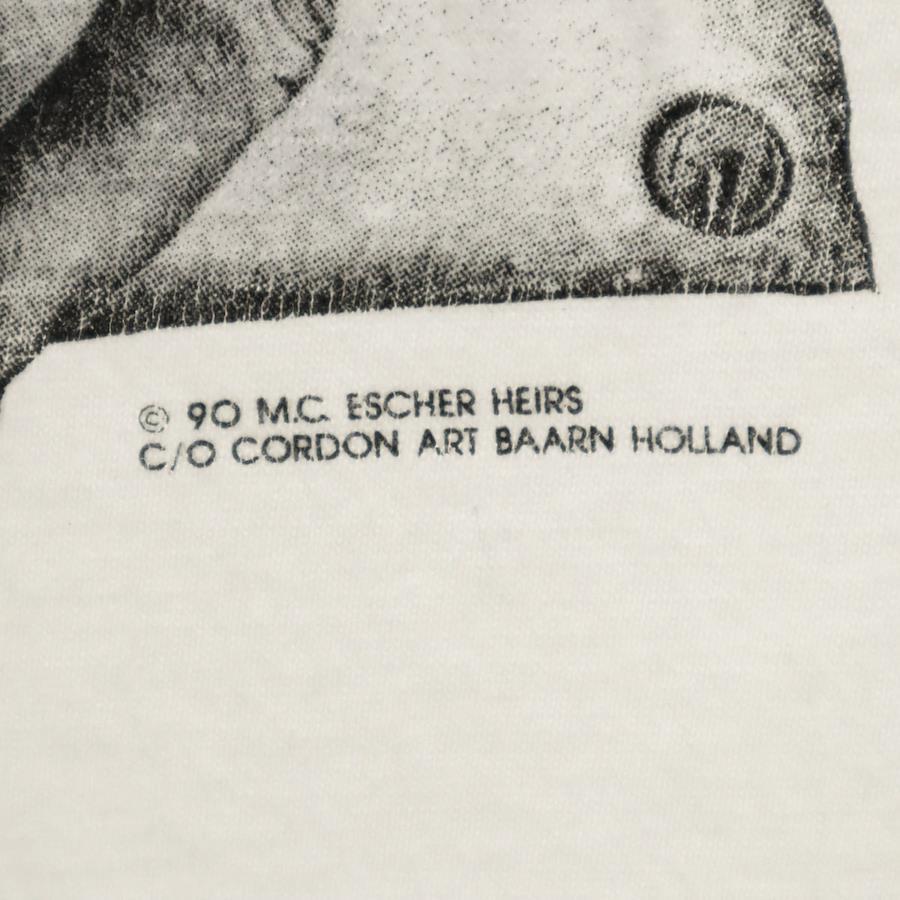 © 90 M.C. ESCHER HEIRS
C/O CORDON ART BAARN HOLLAND